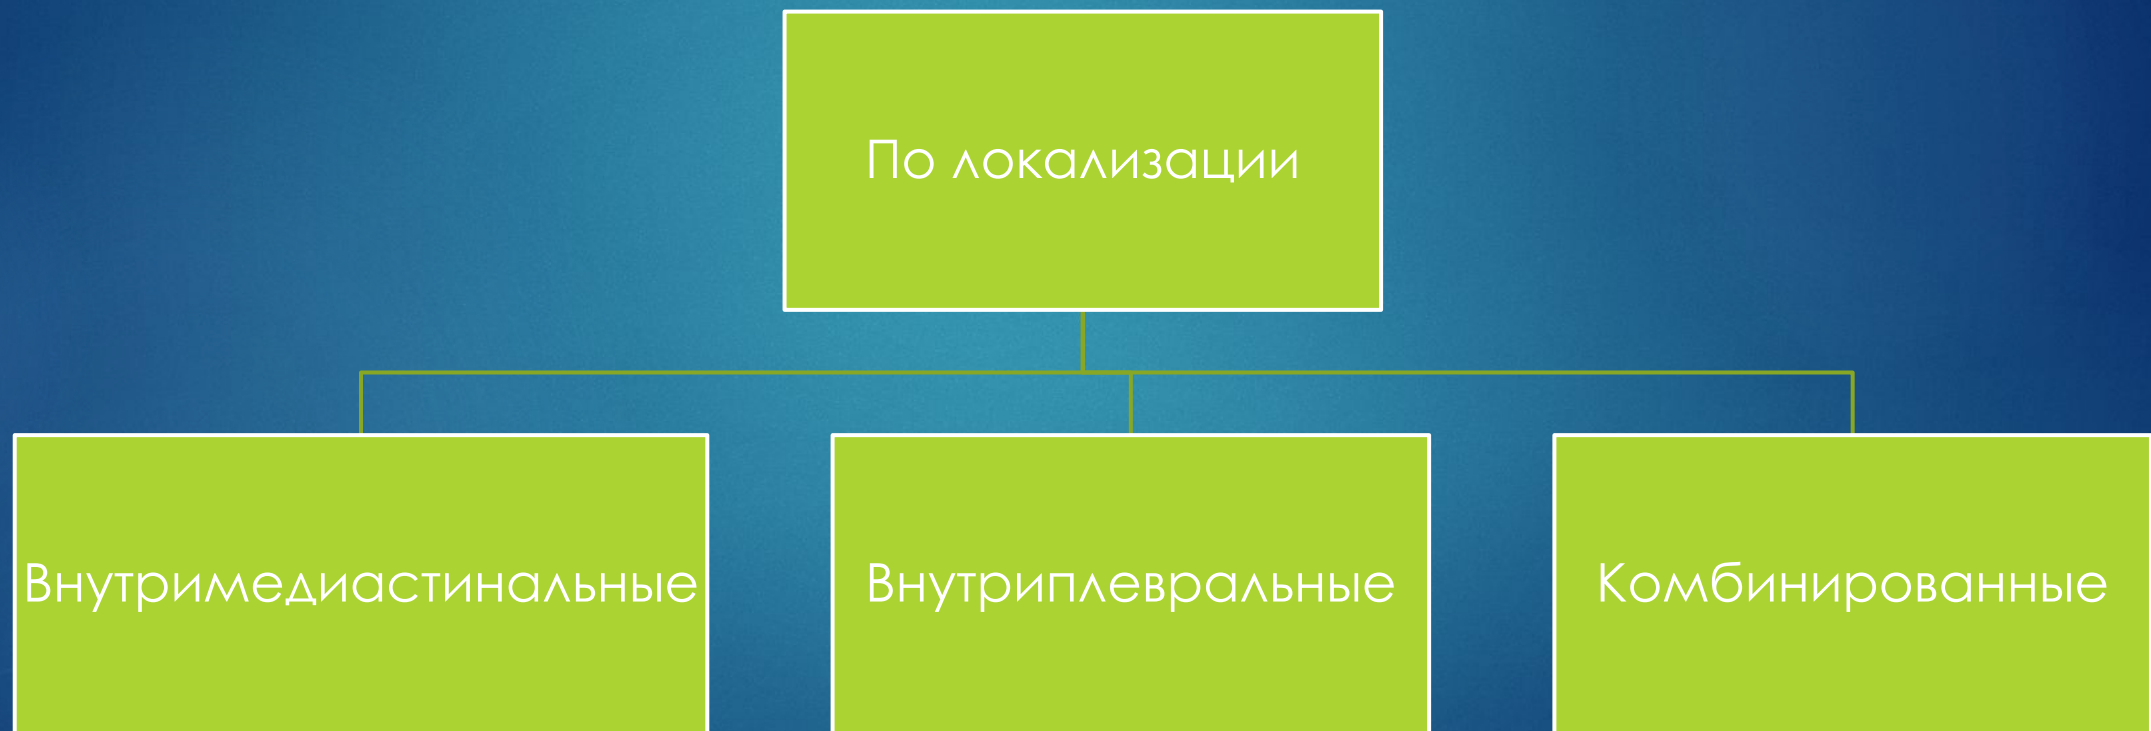 По локализации
Внутримедиастинальные
Внутриплевральные
Комбинированные